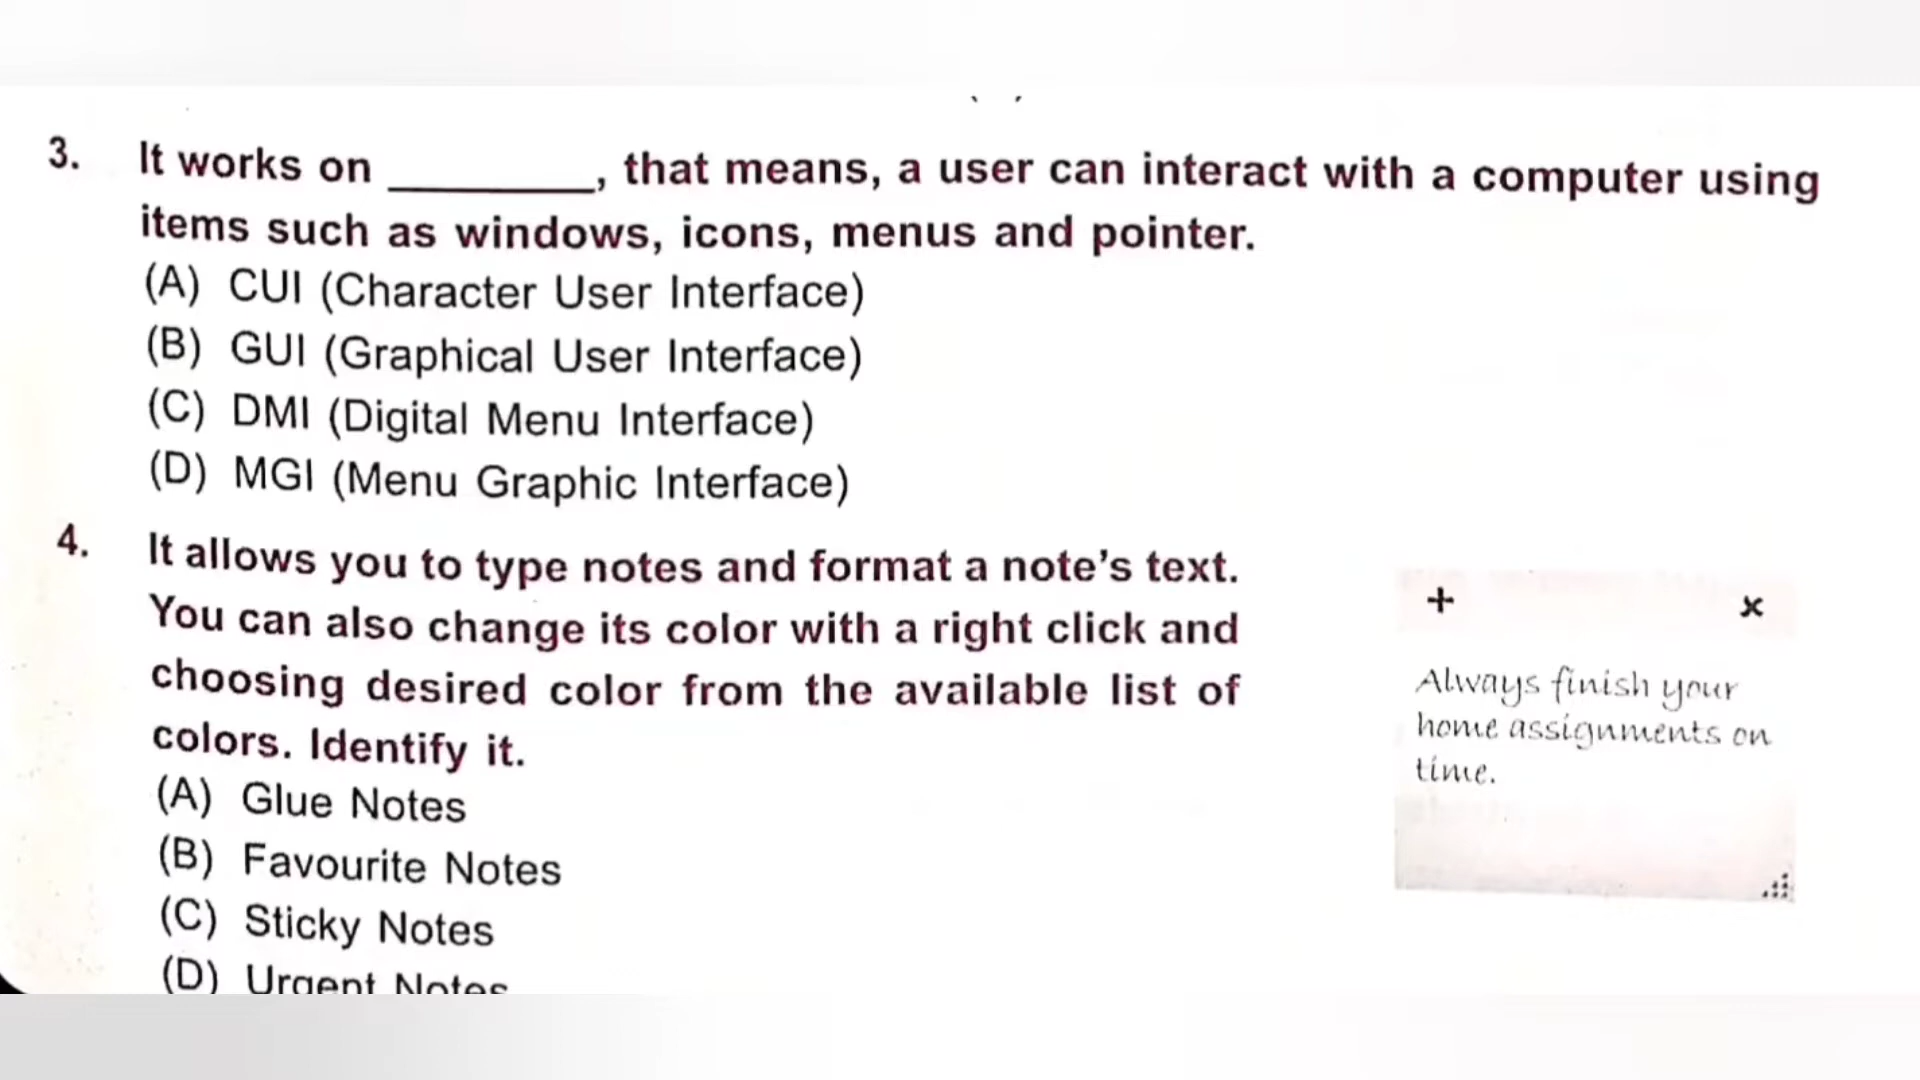 3. It works on ________, that means, a user can interact with a computer using
items such as windows, icons, menus and pointer.
(A) CUI (Character User Interface)
(B) GUI (Graphical User Interface)
(C) DMI (Digital Menu Interface)
(D) MGI (Menu Graphic Interface)
4. It allows you to type notes and format a note's text.
You can also change its color with a right click and
choosing desired color from the available list of
colors. Identify it.
(A) Glue Notes
(B) Favourite Notes
(C) Sticky Notes
(D) Urgent Notes
+ x
Always finish your
home assignments on
time.